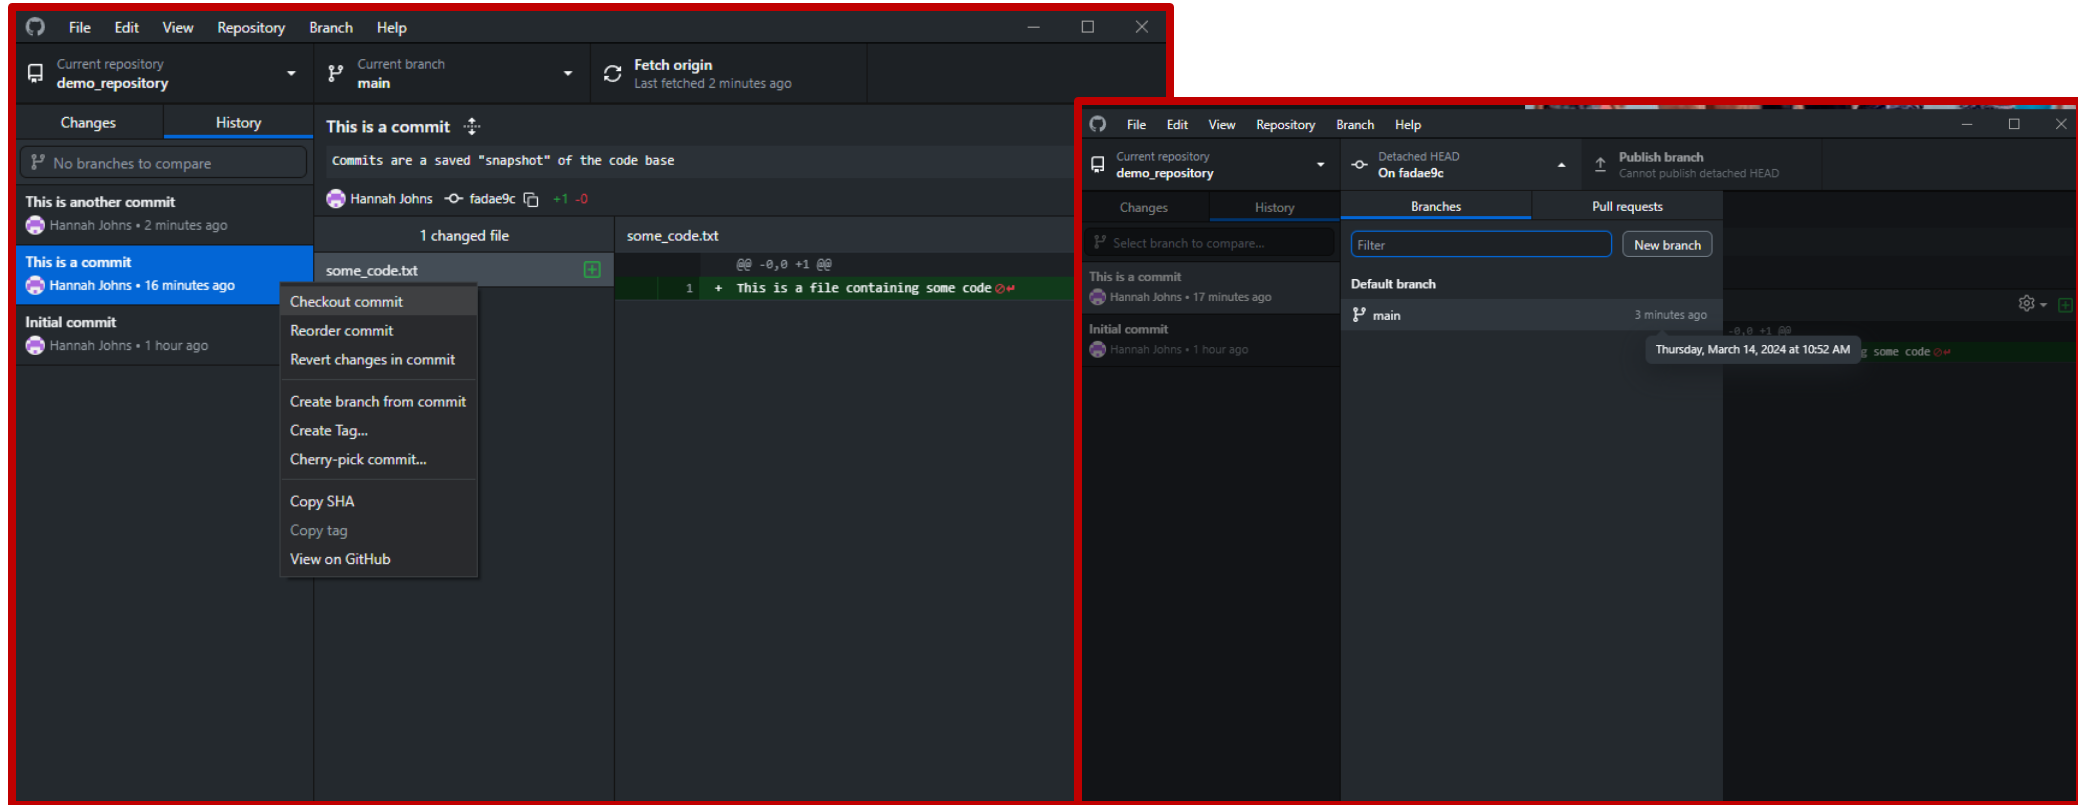 File Edit View Repository Branch Help
Current repository
demo_repository
Current branch
main
Fetch origin
Last fetched 2 minutes ago
Changes History
No branches to compare
This is another commit
Hannah Johns • 2 minutes ago
This is a commit
Hannah Johns • 16 minutes ago
Initial commit
Hannah Johns • 1 hour ago
This is a commit
Commits are a saved "snapshot" of the code base
Hannah Johns fadae9c +1 -0
1 changed file
some_code.txt
some_code.txt
@@ -0,0 +1 @@
1 + This is a file containing some code
Checkout commit
Reorder commit
Revert changes in commit
Create branch from commit
Create Tag...
Cherry-pick commit...
Copy SHA
Copy tag
View on GitHub
File Edit View Repository Branch Help
Current repository
demo_repository
Detached HEAD
On fadae9c
Publish branch
Cannot publish detached HEAD
Changes History
Select branch to compare...
This is a commit
Hannah Johns • 17 minutes ago
Initial commit
Hannah Johns • 1 hour ago
Branches Pull requests
Filter New branch
Default branch
main 3 minutes ago
Thursday, March 14, 2024 at 10:52 AM
-0,0 +1 @@
some code